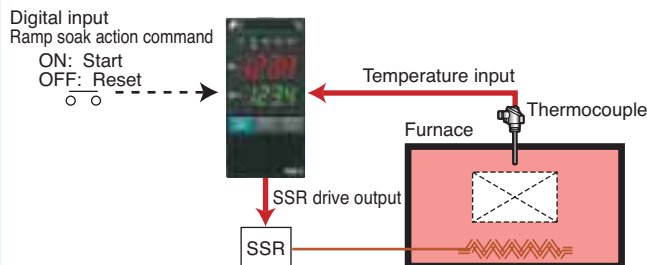 Digital input
Ramp soak action command
ON: Start
OFF: Reset
Temperature input
Thermocouple
Furnace
SSR drive output
SSR